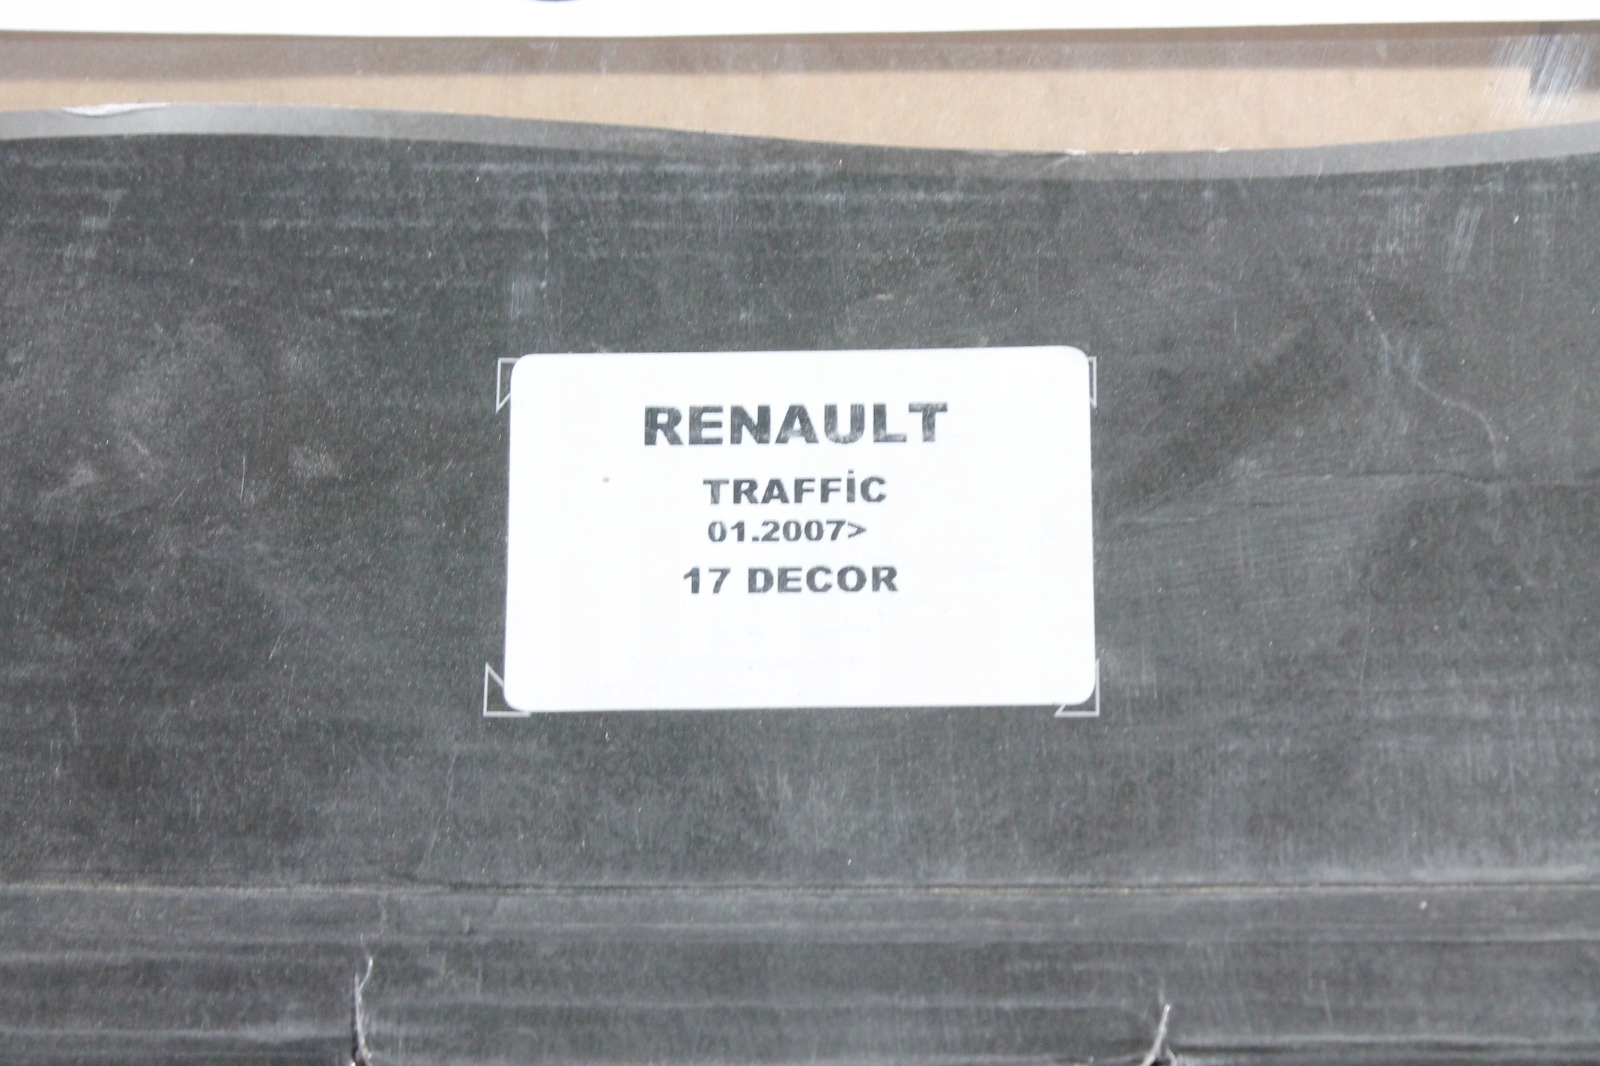 RENAULT
TRAFFİC
01.2007>
17 DECOR